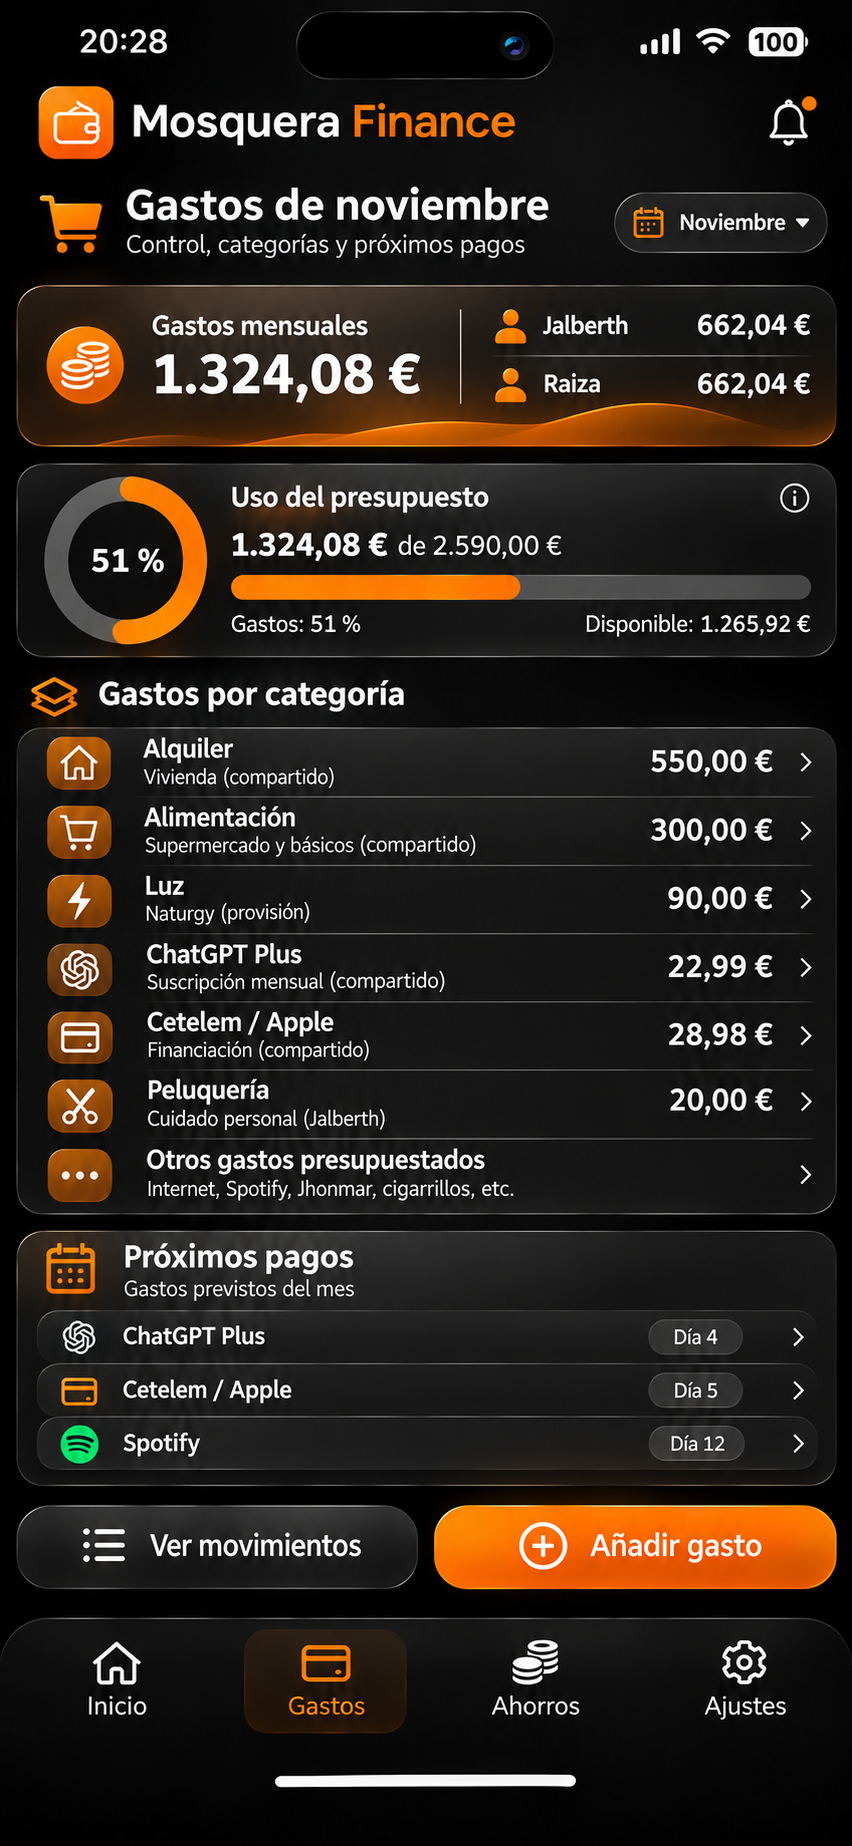 20:28
100
Mosquera Finance
Gastos de noviembre
Control, categorías y próximos pagos
Noviembre
Gastos mensuales
1.324,08 €
Jalberth 662,04 €
Raiza 662,04 €
51 %
Uso del presupuesto
1.324,08 € de 2.590,00 €
Gastos: 51 % Disponible: 1.265,92 €
Gastos por categoría
Alquiler
Vivienda (compartido)
550,00 €
Alimentación
Supermercado y básicos (compartido)
300,00 €
Luz
Naturgy (provisión)
90,00 €
ChatGPT Plus
Suscripción mensual (compartido)
22,99 €
Cetelem / Apple
Financiación (compartido)
28,98 €
Peluquería
Cuidado personal (Jalberth)
20,00 €
Otros gastos presupuestados
Internet, Spotify, Jhonmar, cigarrillos, etc.
Próximos pagos
Gastos previstos del mes
ChatGPT Plus Día 4
Cetelem / Apple Día 5
Spotify Día 12
Ver movimientos
Añadir gasto
Inicio
Gastos
Ahorros
Ajustes